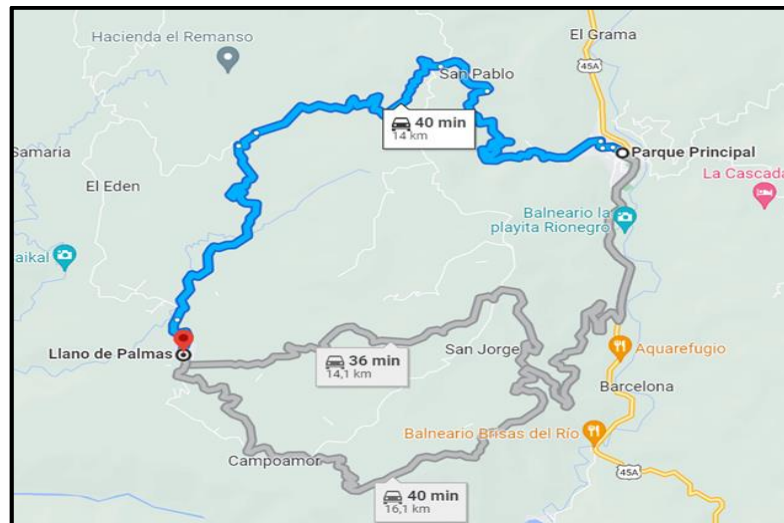 El Grama
Hacienda el Remanso
45A
San Pablo
40 min
14 km
Samaria
Parque Principal
La Cascada
El Eden
Balneario la
playita Rionegro
aikal
Llano de Palmas
36 min
14,1 km
San Jorge
Aquarefugio
Barcelona
Balneario Brisas del Río
Campoamor
45A
40 min
16,1 km